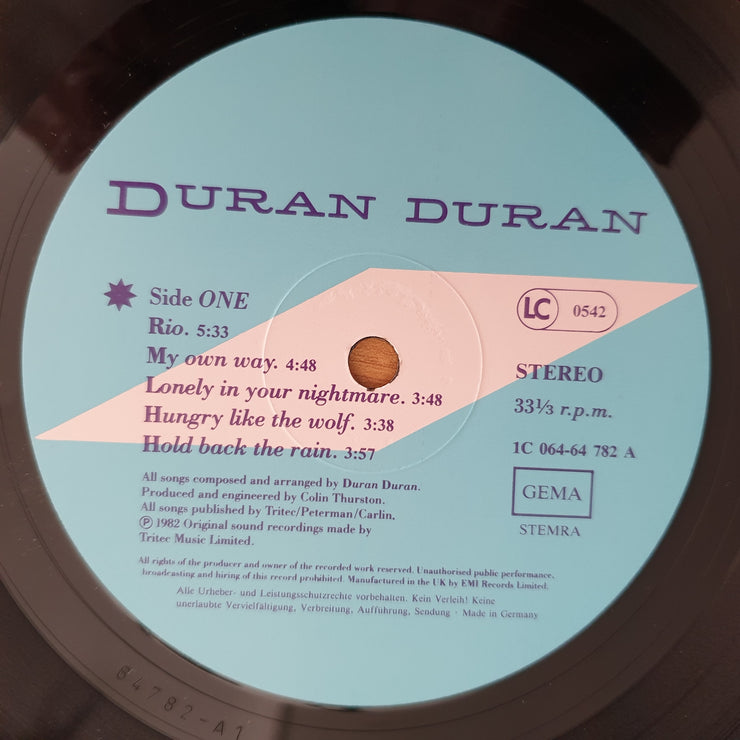 DURAN DURAN
Side ONE
Rio. 5:33
My own way. 4:48
Lonely in your nightmare. 3:48
Hungry like the wolf. 3:38
Hold back the rain. 3:57
LC 0542
STEREO
33⅓ r.p.m.
1C 064-64 782 A
GEMA
STEMRA
All songs composed and arranged by Duran Duran.
Produced and engineered by Colin Thurston.
All songs published by Tritec/Peterman/Carlin.
℗ 1982 Original sound recordings made by
Tritec Music Limited.
All rights of the producer and owner of the recorded work reserved. Unauthorised public performance,
broadcasting and hiring of this record prohibited. Manufactured in the UK by EMI Records Limited.
Alle Urheber- und Leistungsschutzrechte vorbehalten. Kein Verleih! Keine
unerlaubte Vervielfältigung, Verbreitung, Aufführung, Sendung · Made in Germany
64782-A1